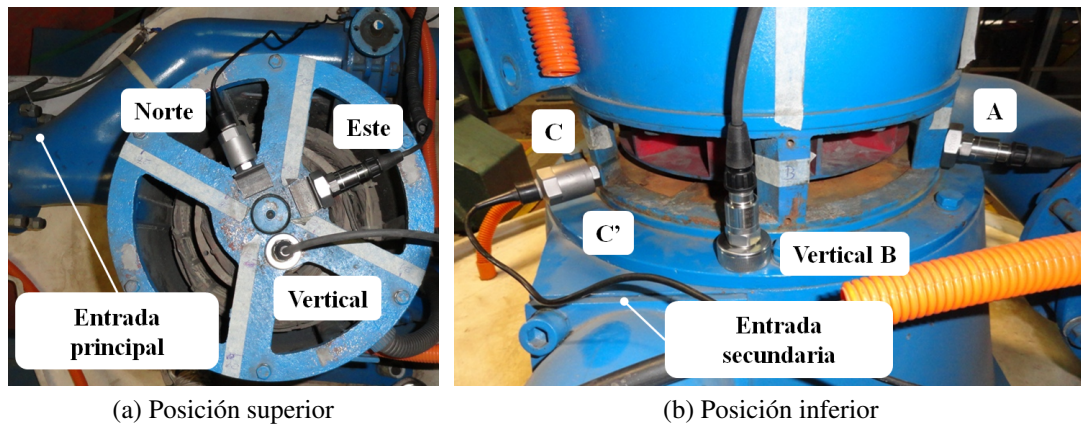 Norte
Este
Vertical
Entrada
principal
(a) Posición superior
C
A
C'
B
Vertical B
Entrada
secundaria
(b) Posición inferior